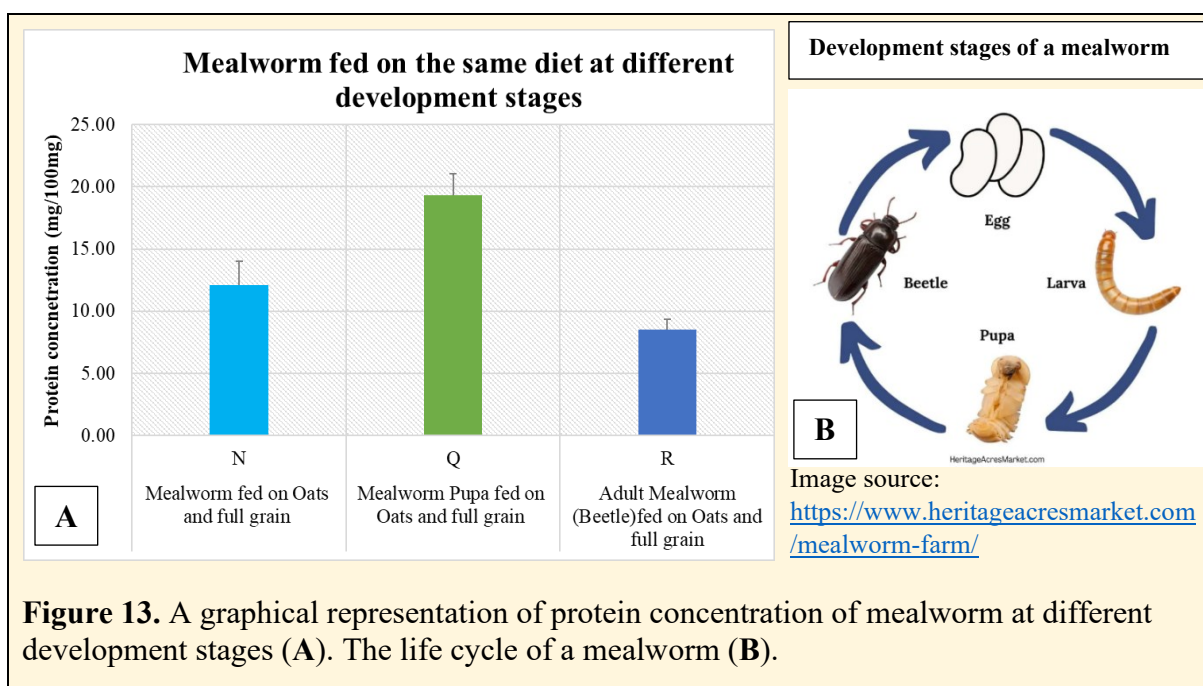 Mealworm fed on the same diet at different
development stages
Protein concnetration (mg/100mg)
25.00
20.00
15.00
10.00
5.00
0.00
N
Q
R
Mealworm fed on Oats
and full grain
Mealworm Pupa fed on
Oats and full grain
Adult Mealworm
(Beetle)fed on Oats and
full grain
A
Development stages of a mealworm
Egg
Beetle
Larva
Pupa
B
HeritageAcresMarket.com
Image source:
https://www.heritageacresmarket.com
/mealworm-farm/
Figure 13. A graphical representation of protein concentration of mealworm at different
development stages (A). The life cycle of a mealworm (B).